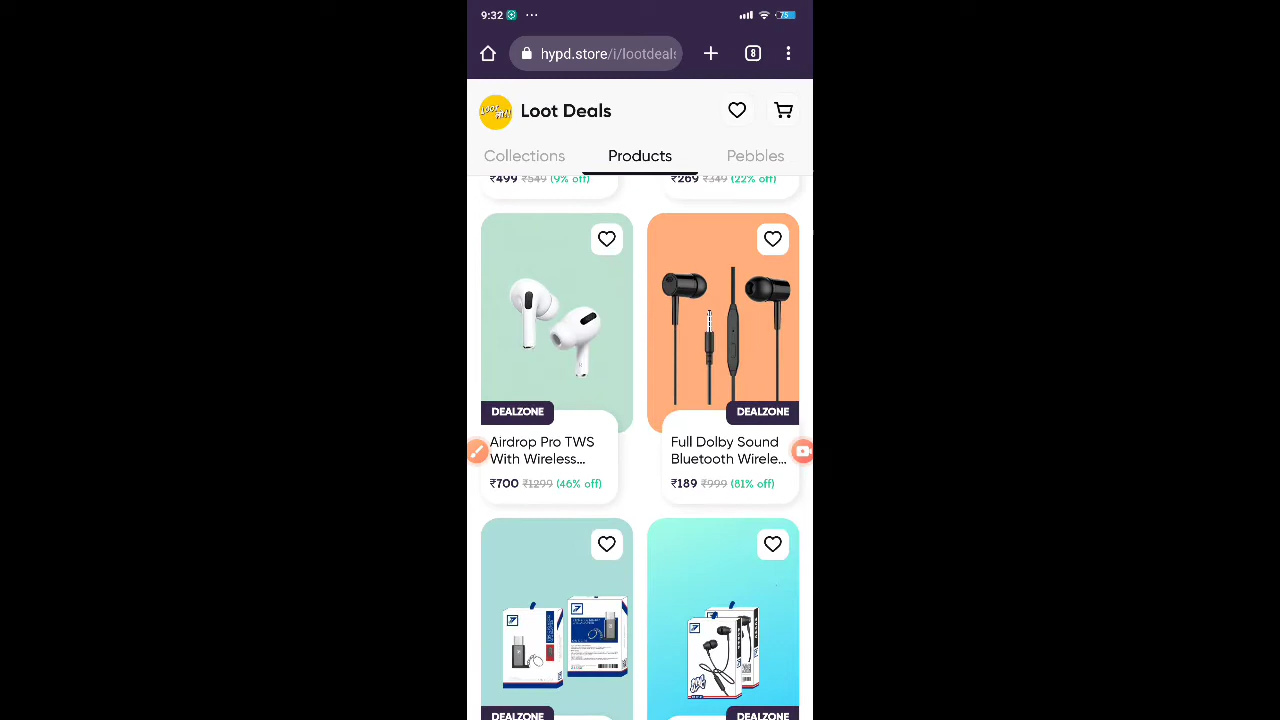 9:32
75
hypd.store/i/lootdeals
8
Loot Deals
Collections
Products
Pebbles
₹499 ₹549 (9% off)
₹269 ₹349 (22% off)
DEALZONE
Airdrop Pro TWS
With Wireless...
₹700 ₹1299 (46% off)
DEALZONE
Full Dolby Sound
Bluetooth Wirele...
₹189 ₹999 (81% off)
DEALZONE
DEALZONE